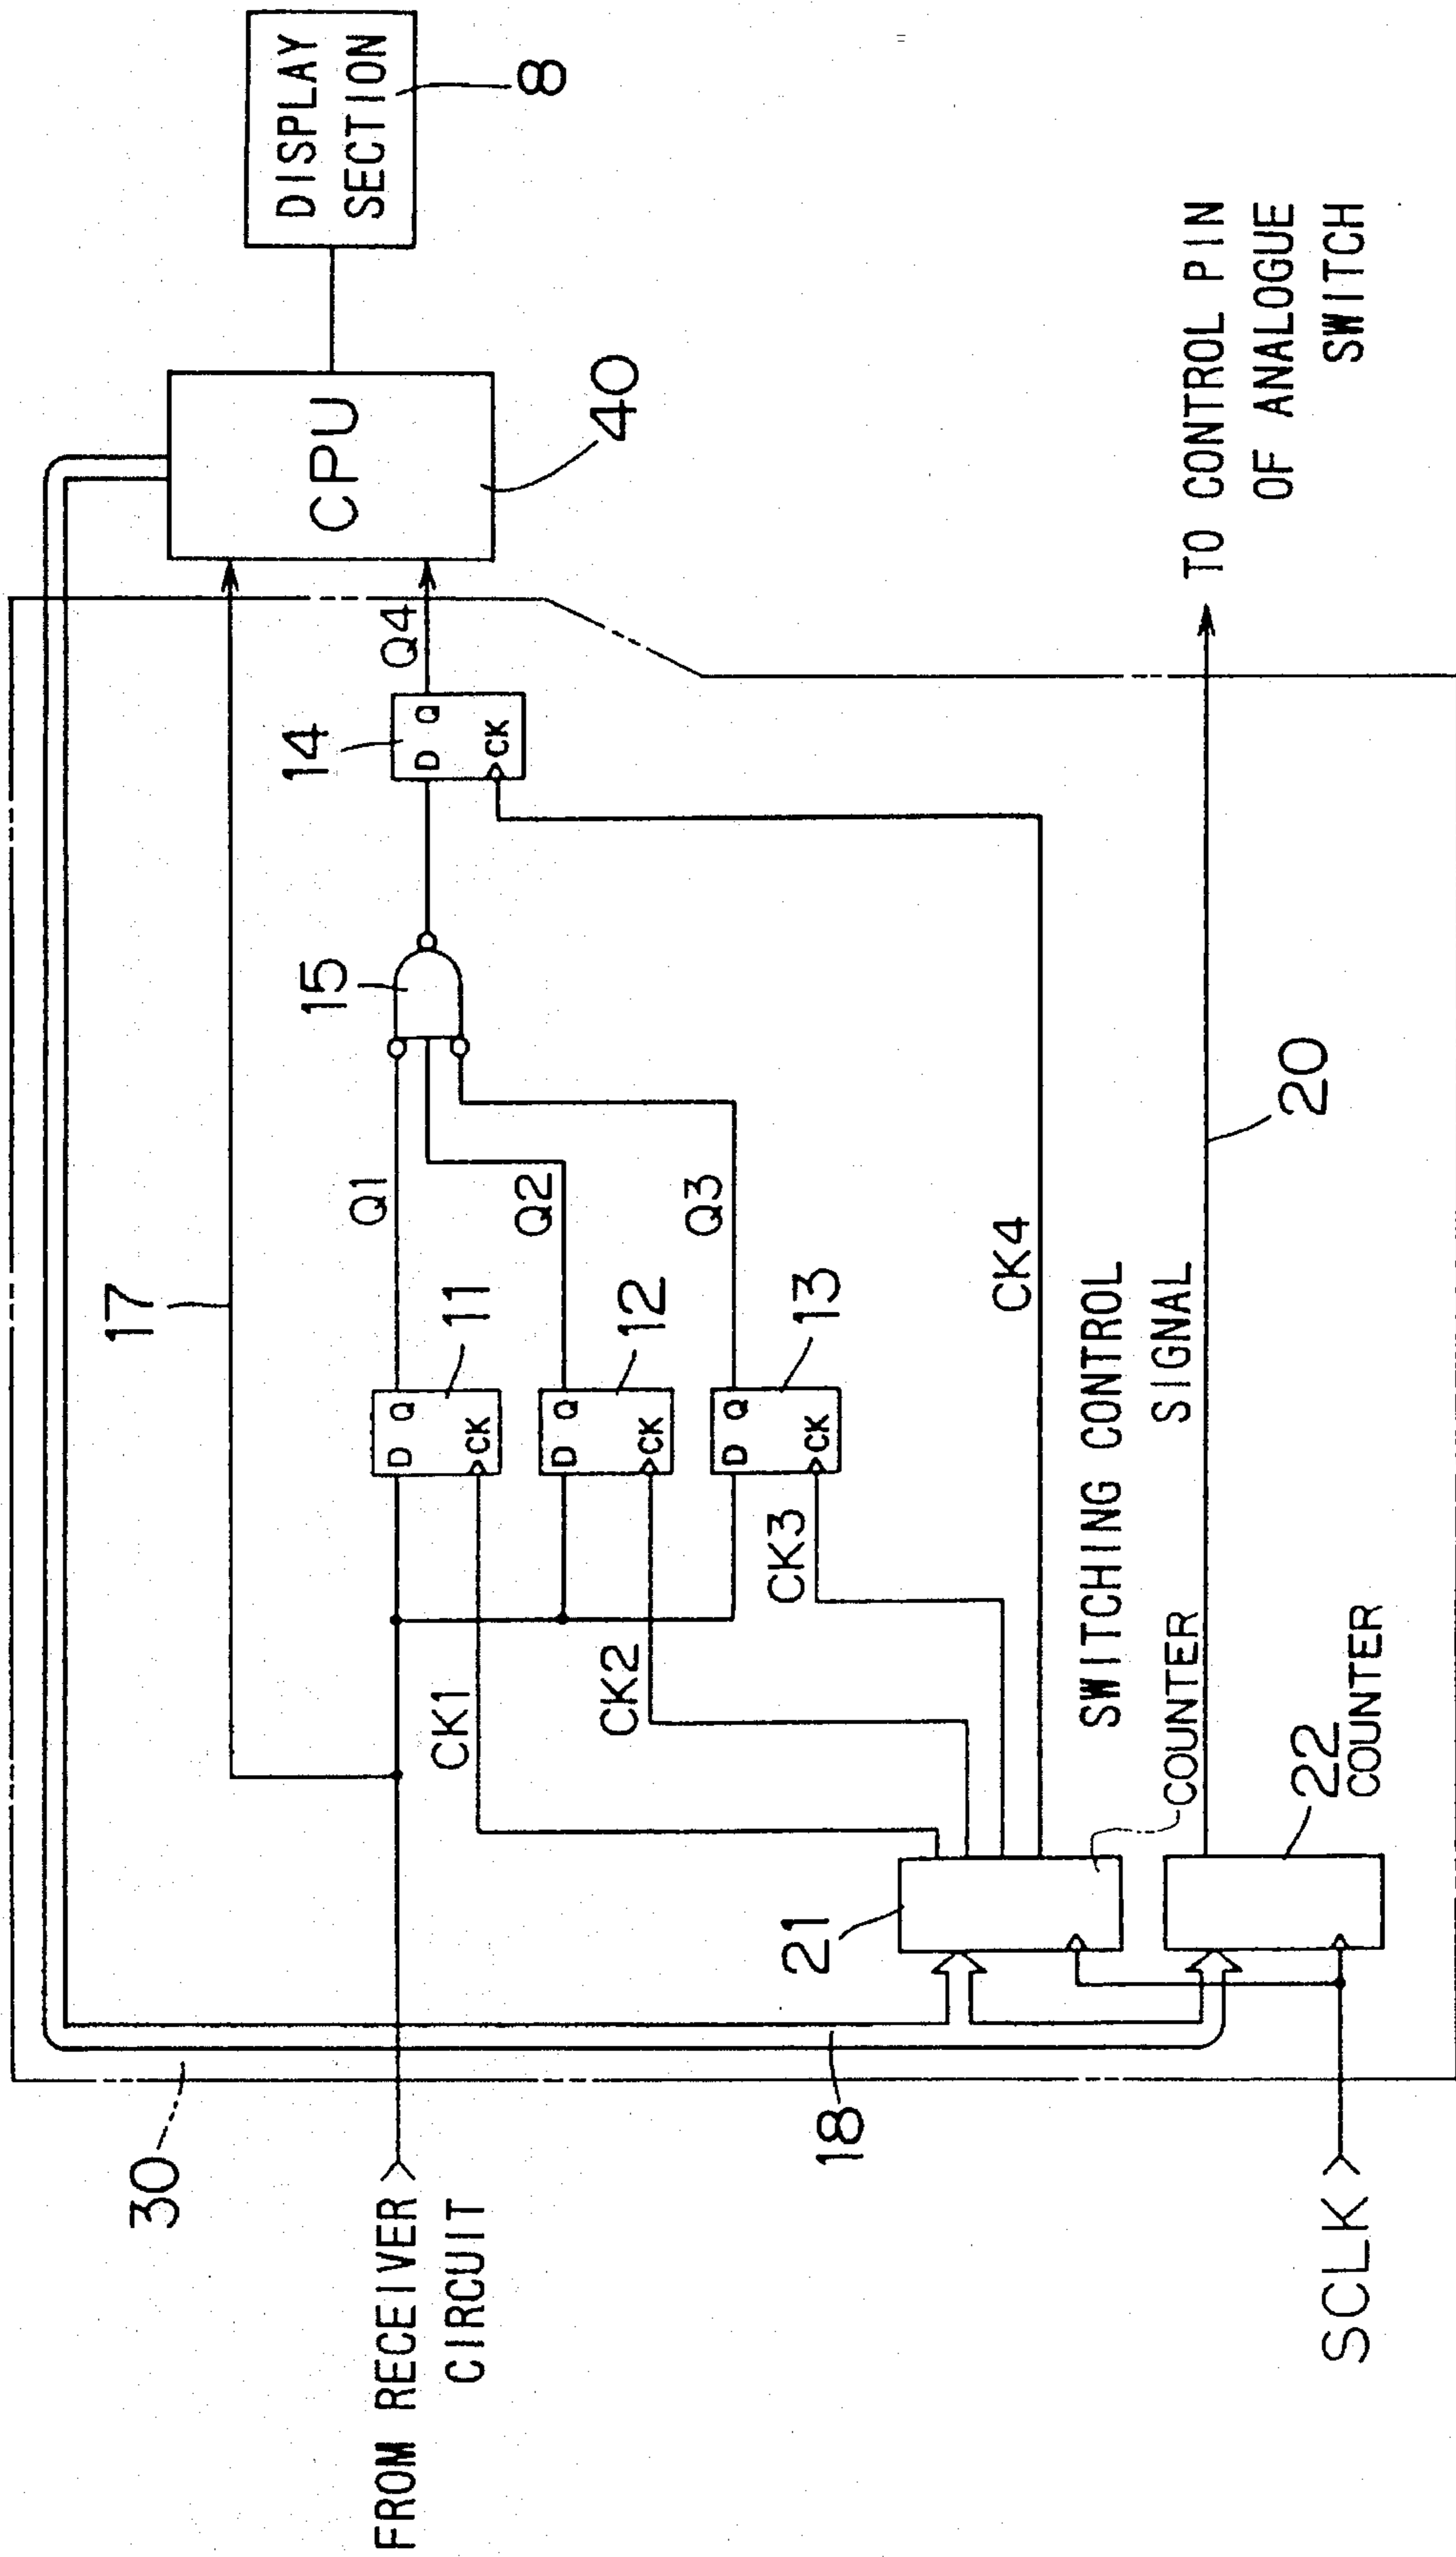 30
17
DISPLAY
SECTION
8
CPU
40
14
D Q
CK
Q4
15
FROM RECEIVER
CIRCUIT
Q1
D Q
CK
11
CK1
Q2
D Q
CK
12
CK2
Q3
D Q
CK
13
CK3
18
21
CK4
SWITCHING CONTROL
SIGNAL
COUNTER
20
TO CONTROL PIN
OF ANALOGUE
SWITCH
22
COUNTER
SCLK